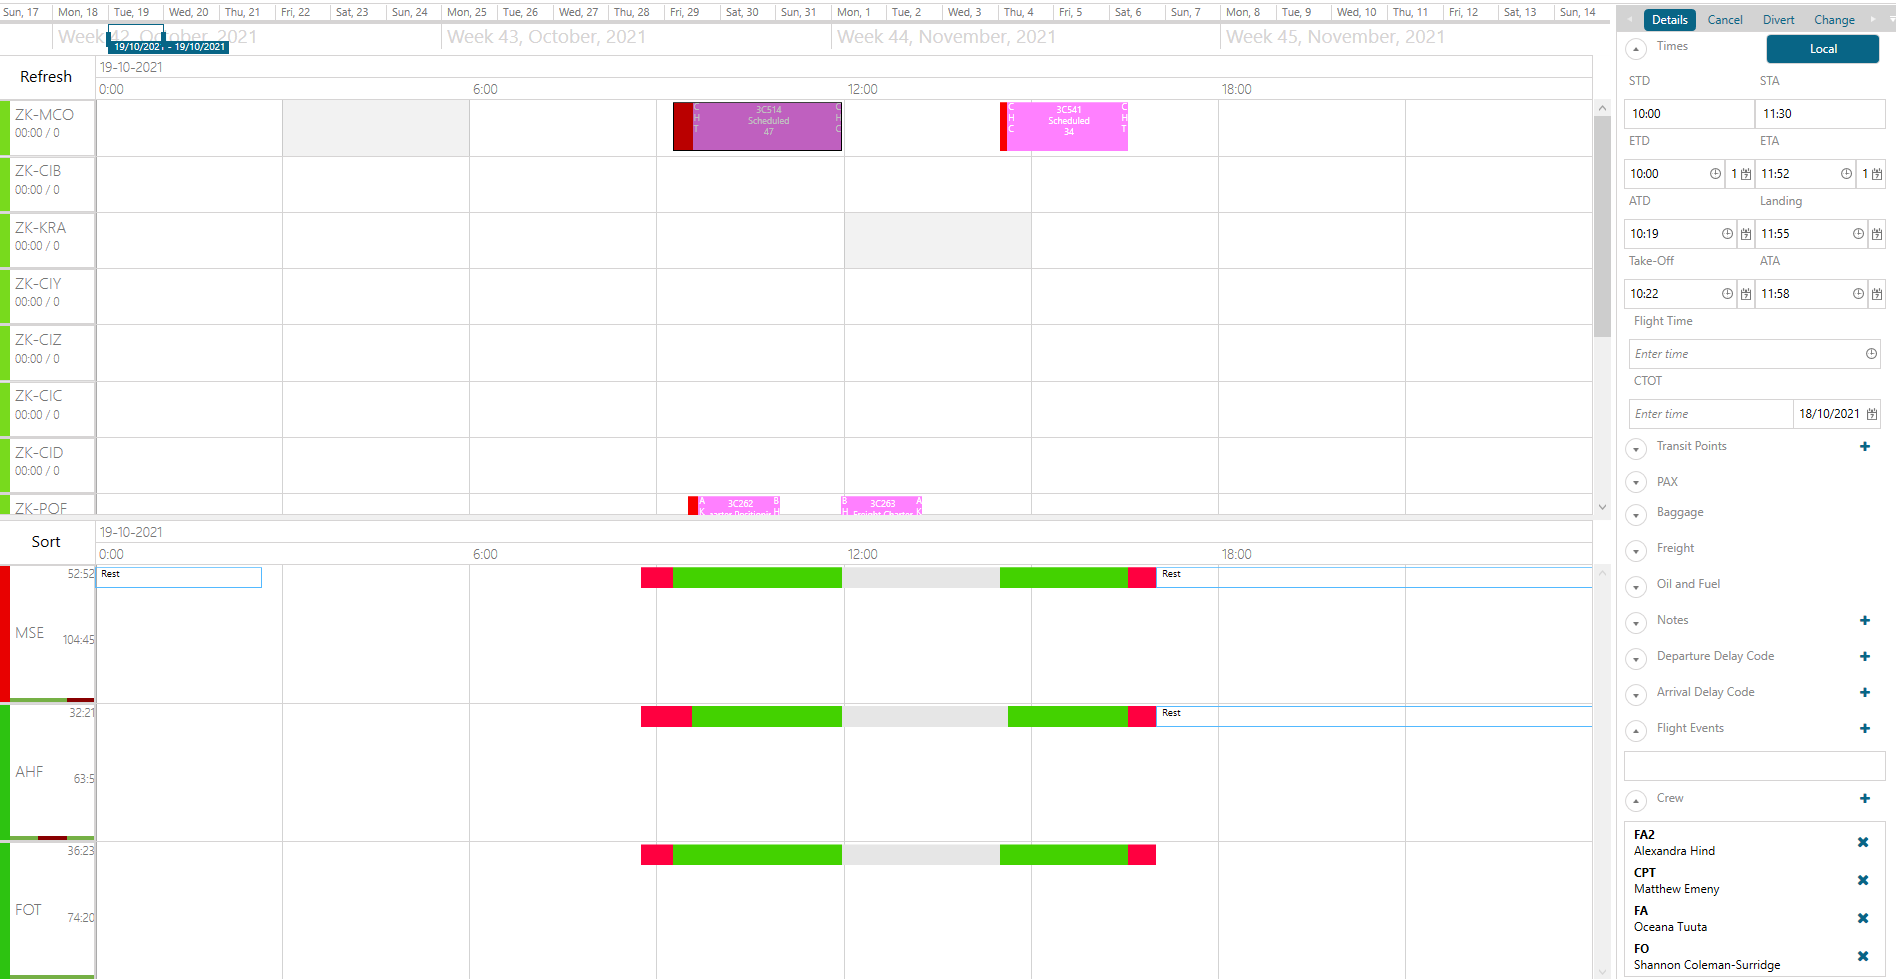 Sun, 17 Mon, 18 Tue, 19 Wed, 20 Thu, 21 Fri, 22 Sat, 23 Sun, 24 Mon, 25 Tue, 26 Wed, 27 Thu, 28 Fri, 29 Sat, 30 Sun, 31 Mon, 1 Tue, 2 Wed, 3 Thu, 4 Fri, 5 Sat, 6 Sun, 7 Mon, 8 Tue, 9 Wed, 10 Thu, 11 Fri, 12 Sat, 13 Sun, 14
Week 42, October, 2021 Week 43, October, 2021 Week 44, November, 2021 Week 45, November, 2021
19/10/2021 - 19/10/2021
Refresh
19-10-2021
0:00 6:00 12:00 18:00
ZK-MCO
00:00 / 0
CHT
3C514
Scheduled
47
CHC
CHC
3C541
Scheduled
34
CHT
ZK-CIB
00:00 / 0
ZK-KRA
00:00 / 0
ZK-CIY
00:00 / 0
ZK-CIZ
00:00 / 0
ZK-CIC
00:00 / 0
ZK-CID
00:00 / 0
ZK-POF
3C262
3C263
Freight Charter
Sort
19-10-2021
0:00 6:00 12:00 18:00
52:52
Rest
Rest
MSE
104:45
32:21
Rest
AHF
63:5
36:23
FOT
74:20
Details Cancel Divert Change
Times
Local
STD STA
10:00 11:30
ETD ETA
10:00 1 11:52 1
ATD Landing
10:19 11:55
Take-Off ATA
10:22 11:58
Flight Time
Enter time
CTOT
Enter time 18/10/2021
Transit Points
PAX
Baggage
Freight
Oil and Fuel
Notes
Departure Delay Code
Arrival Delay Code
Flight Events
Crew
FA2
Alexandra Hind
CPT
Matthew Emeny
FA
Oceana Tuuta
FO
Shannon Coleman-Surridge